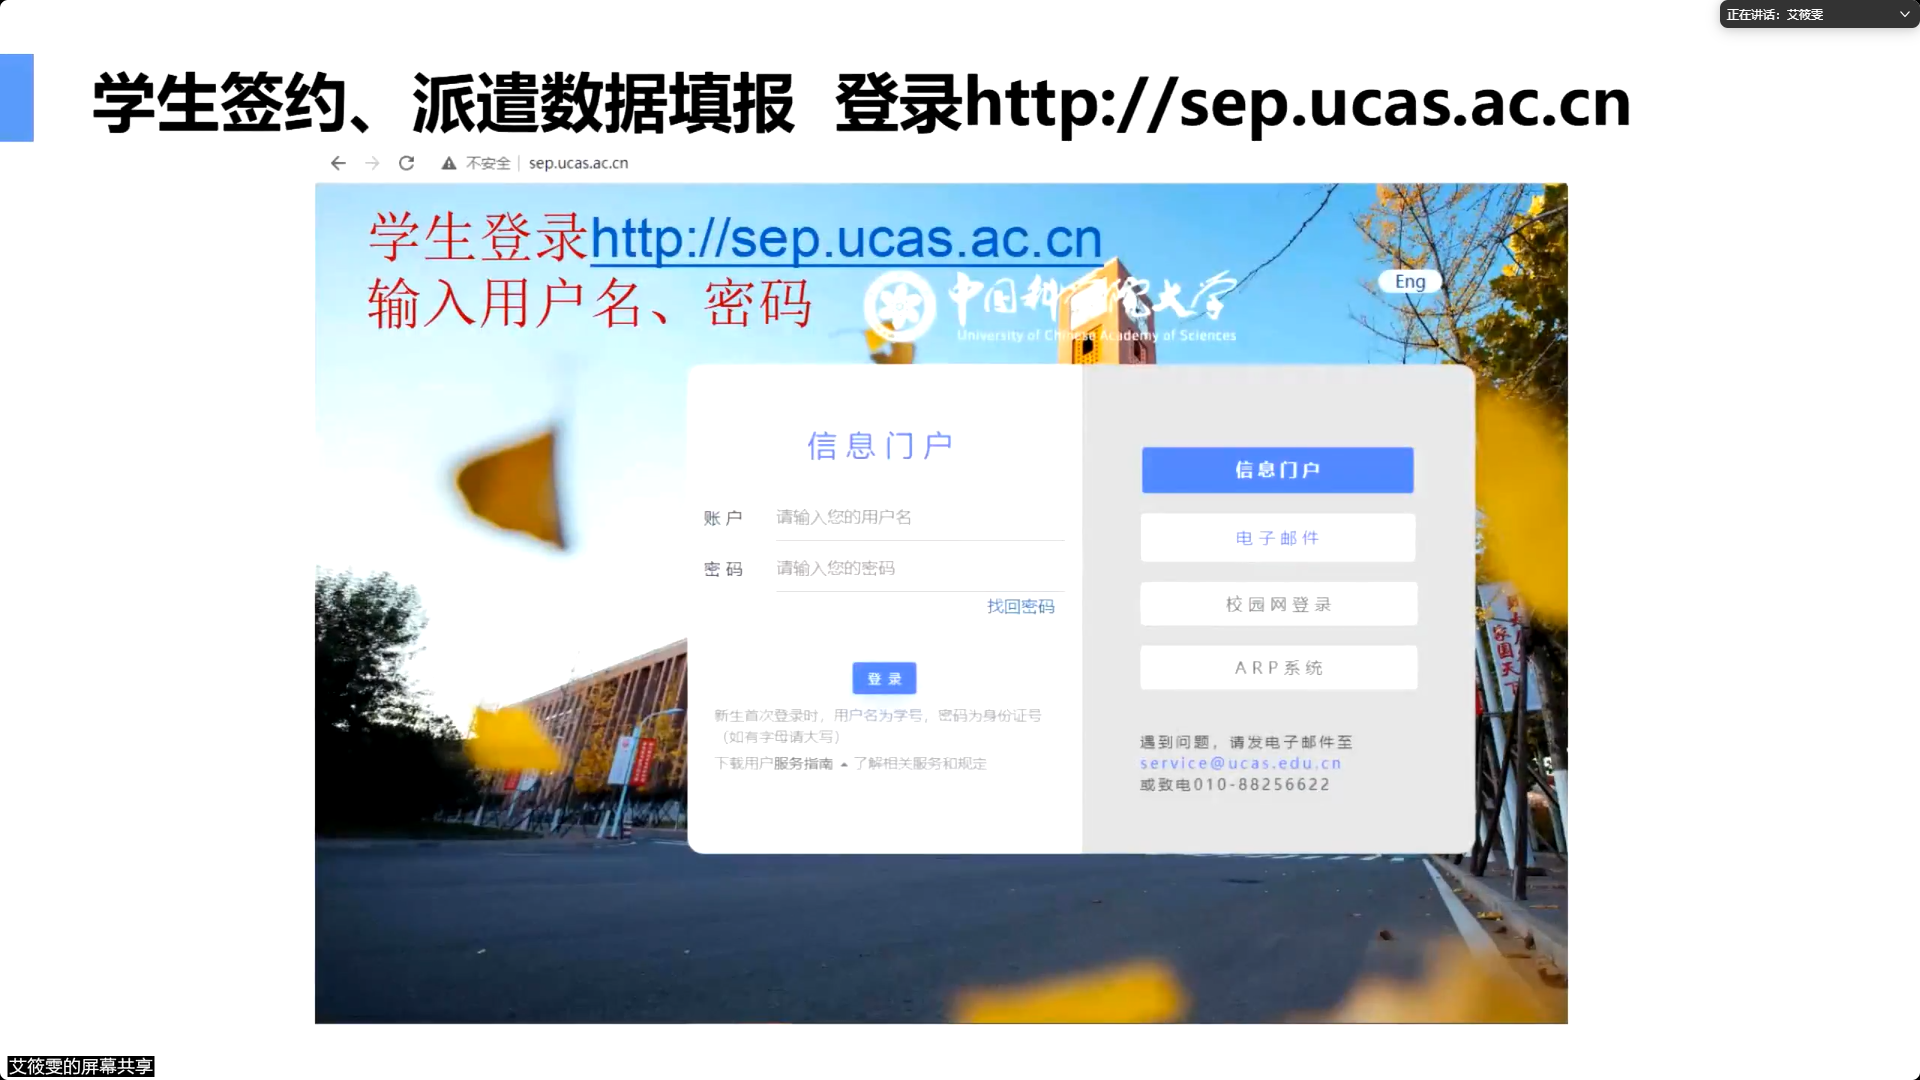 正在讲话：艾筱雯
学生签约、派遣数据填报 登录http://sep.ucas.ac.cn
不安全 | sep.ucas.ac.cn
学生登录http://sep.ucas.ac.cn
输入用户名、密码
中国科学院大学
University of Chinese Academy of Sciences
Eng
信息门户
账户 请输入您的用户名
密码 请输入您的密码
找回密码
登录
新生首次登录时，用户名为学号，密码为身份证号
（如有字母请大写）
下载用户服务指南 了解相关服务和规定
信息门户
电子邮件
校园网登录
ARP系统
遇到问题，请发电子邮件至
service@ucas.edu.cn
或致电010-88256622
艾筱雯的屏幕共享